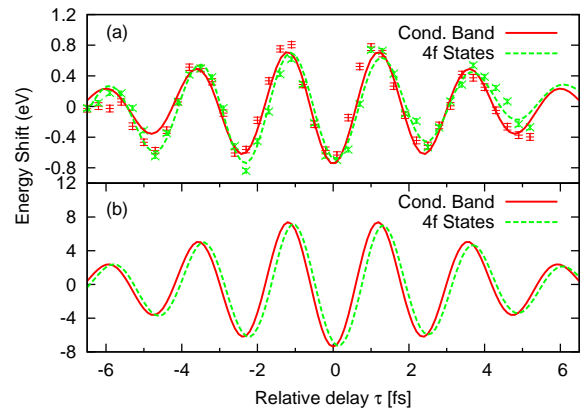 (a)
Cond. Band
4f States
1.2
0.8
0.4
0
-0.4
-0.8
Energy Shift (eV)
12
(b)
Cond. Band
4f States
8
4
0
-4
-8
-6
-4
-2
0
2
4
6
Relative delay τ [fs]